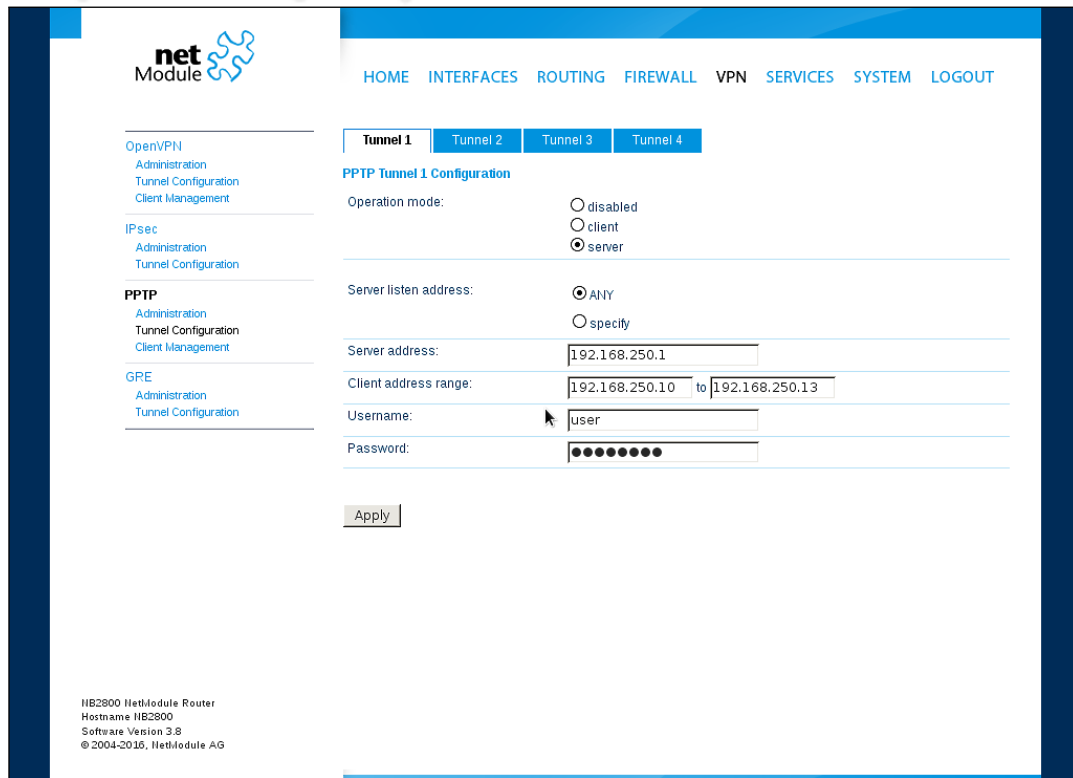 net
Module
HOME INTERFACES ROUTING FIREWALL VPN SERVICES SYSTEM LOGOUT
OpenVPN
Administration
Tunnel Configuration
Client Management
IPsec
Administration
Tunnel Configuration
PPTP
Administration
Tunnel Configuration
Client Management
GRE
Administration
Tunnel Configuration
Tunnel 1 Tunnel 2 Tunnel 3 Tunnel 4
PPTP Tunnel 1 Configuration
Operation mode: disabled
client
server
Server listen address: ANY
specify
Server address: 192.168.250.1
Client address range: 192.168.250.10 to 192.168.250.13
Username: user
Password: ●●●●●●●●
Apply
NB2800 NetModule Router
Hostname NB2800
Software Version 3.8
© 2004-2016, NetModule AG